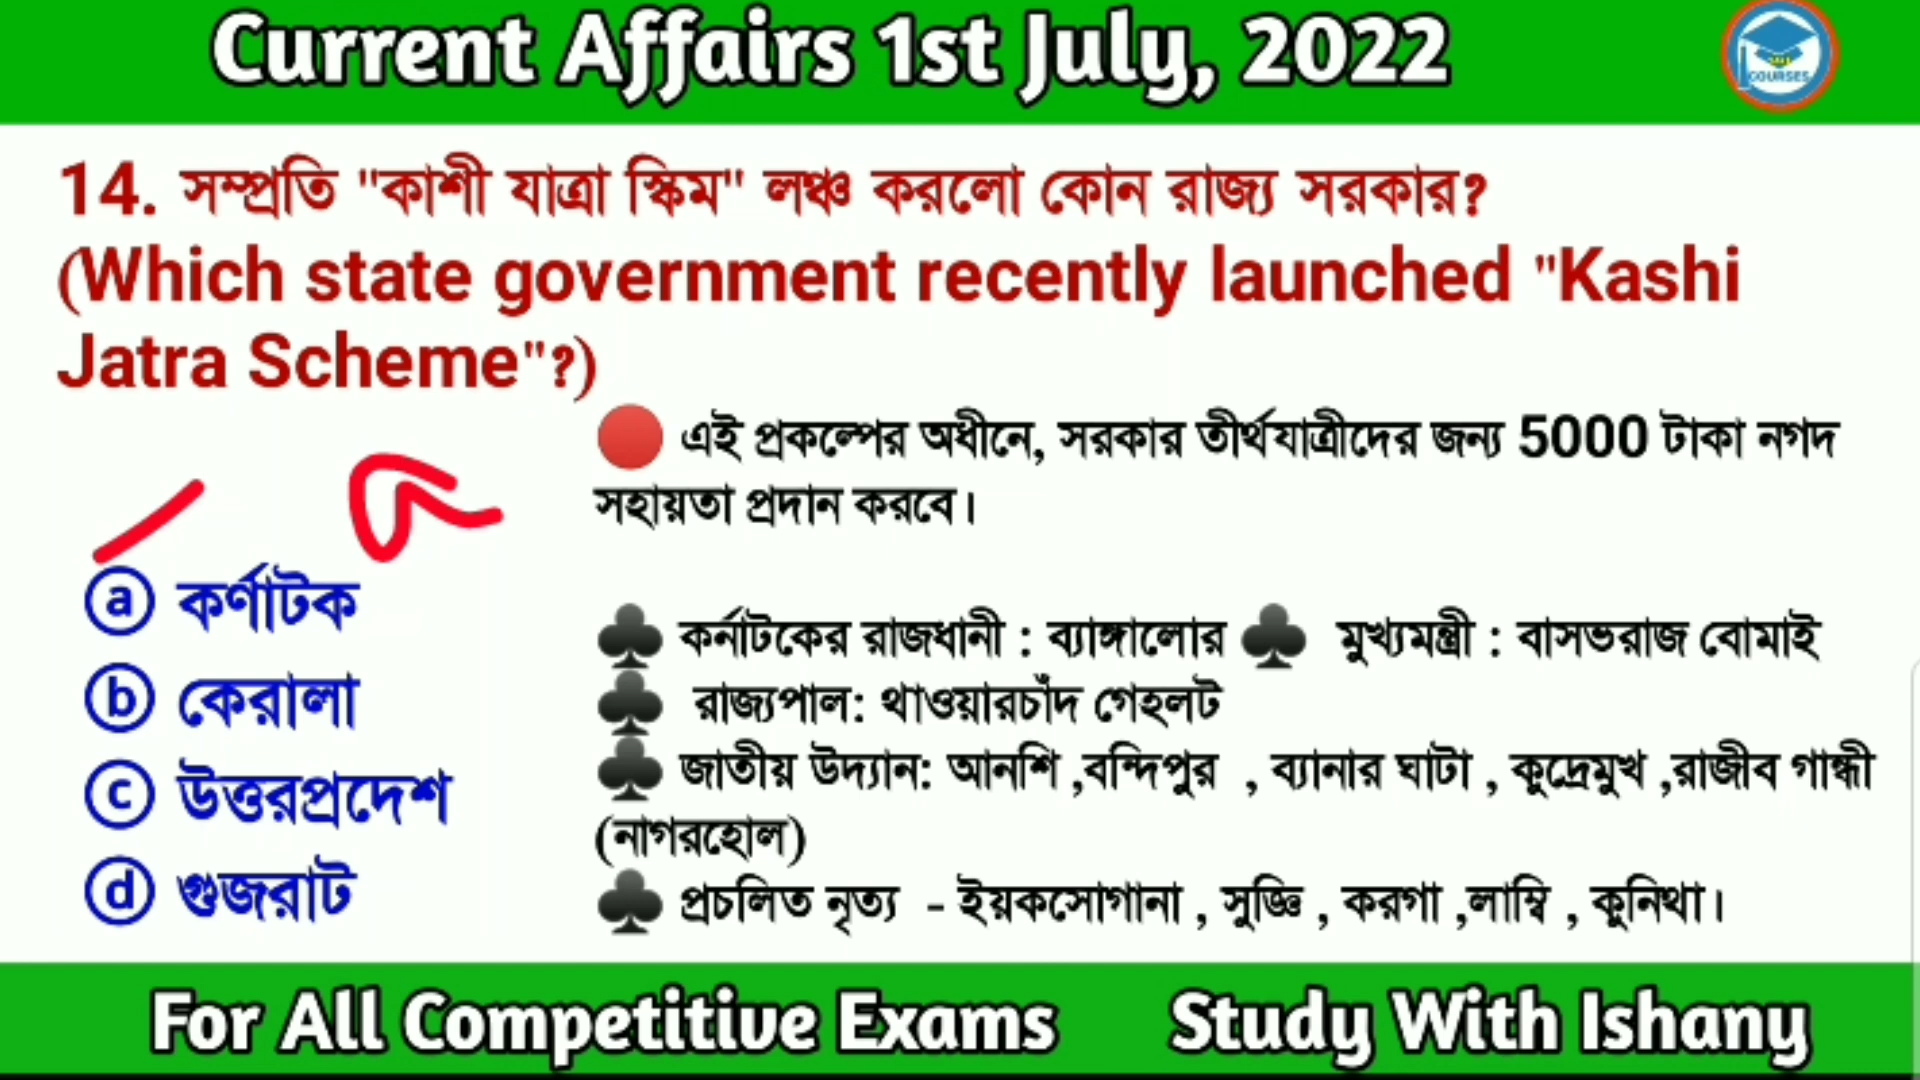 Current Affairs 1st July, 2022
COURSES
14. সম্প্রতি "কাশী যাত্রা স্কিম" লঞ্চ করলো কোন রাজ্য সরকার?
(Which state government recently launched "Kashi
Jatra Scheme"?)
🔴 এই প্রকল্পের অধীনে, সরকার তীর্থযাত্রীদের জন্য 5000 টাকা নগদ
সহায়তা প্রদান করবে।
ⓐ কর্ণাটক
ⓑ কেরালা
ⓒ উত্তরপ্রদেশ
ⓓ গুজরাট
♣ কর্নাটকের রাজধানী : ব্যাঙ্গালোর ♣ মুখ্যমন্ত্রী : বাসভরাজ বোমাই
♣ রাজ্যপাল: থাওয়ারচাঁদ গেহলট
♣ জাতীয় উদ্যান: আনশি ,বন্দিপুর , ব্যানার ঘাটা , কুদ্রেমুখ ,রাজীব গান্ধী
(নাগরহোল)
♣ প্রচলিত নৃত্য - ইয়কসোগানা , সুজ্ঞি , করগা ,লাম্বি , কুনিথা।
For All Competitive Exams Study With Ishany